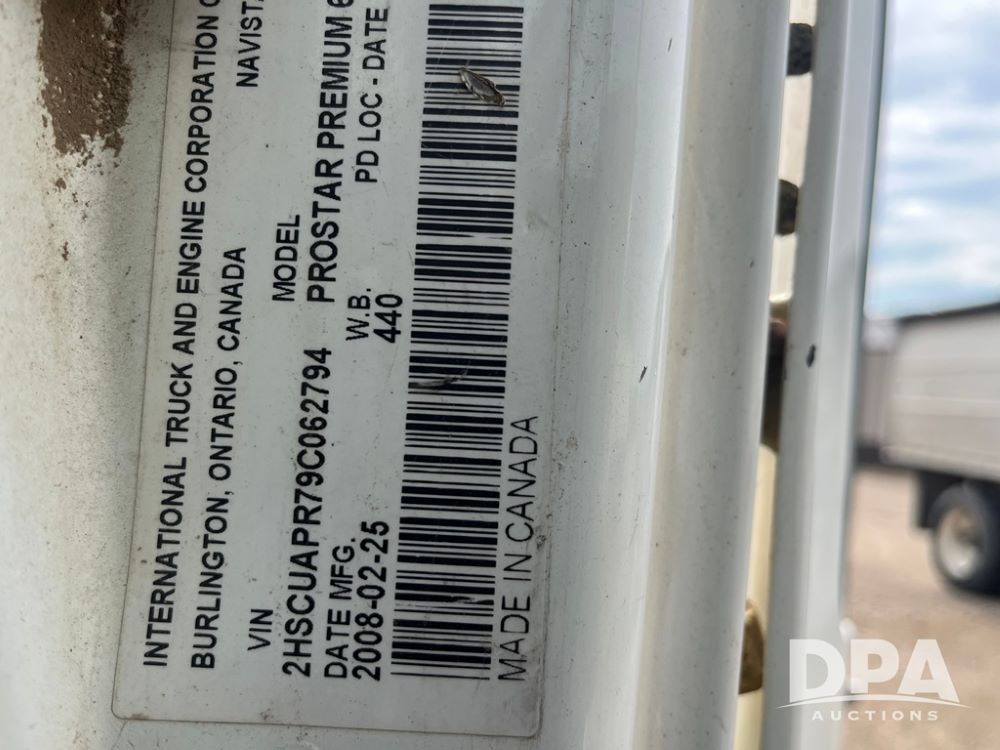 INTERNATIONAL TRUCK AND ENGINE CORPORATION
BURLINGTON, ONTARIO, CANADA
VIN MODEL
2HSCUAPR79C062794 PROSTAR PREMIUM 6
DATE MFG. W.B. PD LOC - DATE
2008-02-25 440
MADE IN CANADA
DPA
AUCTIONS